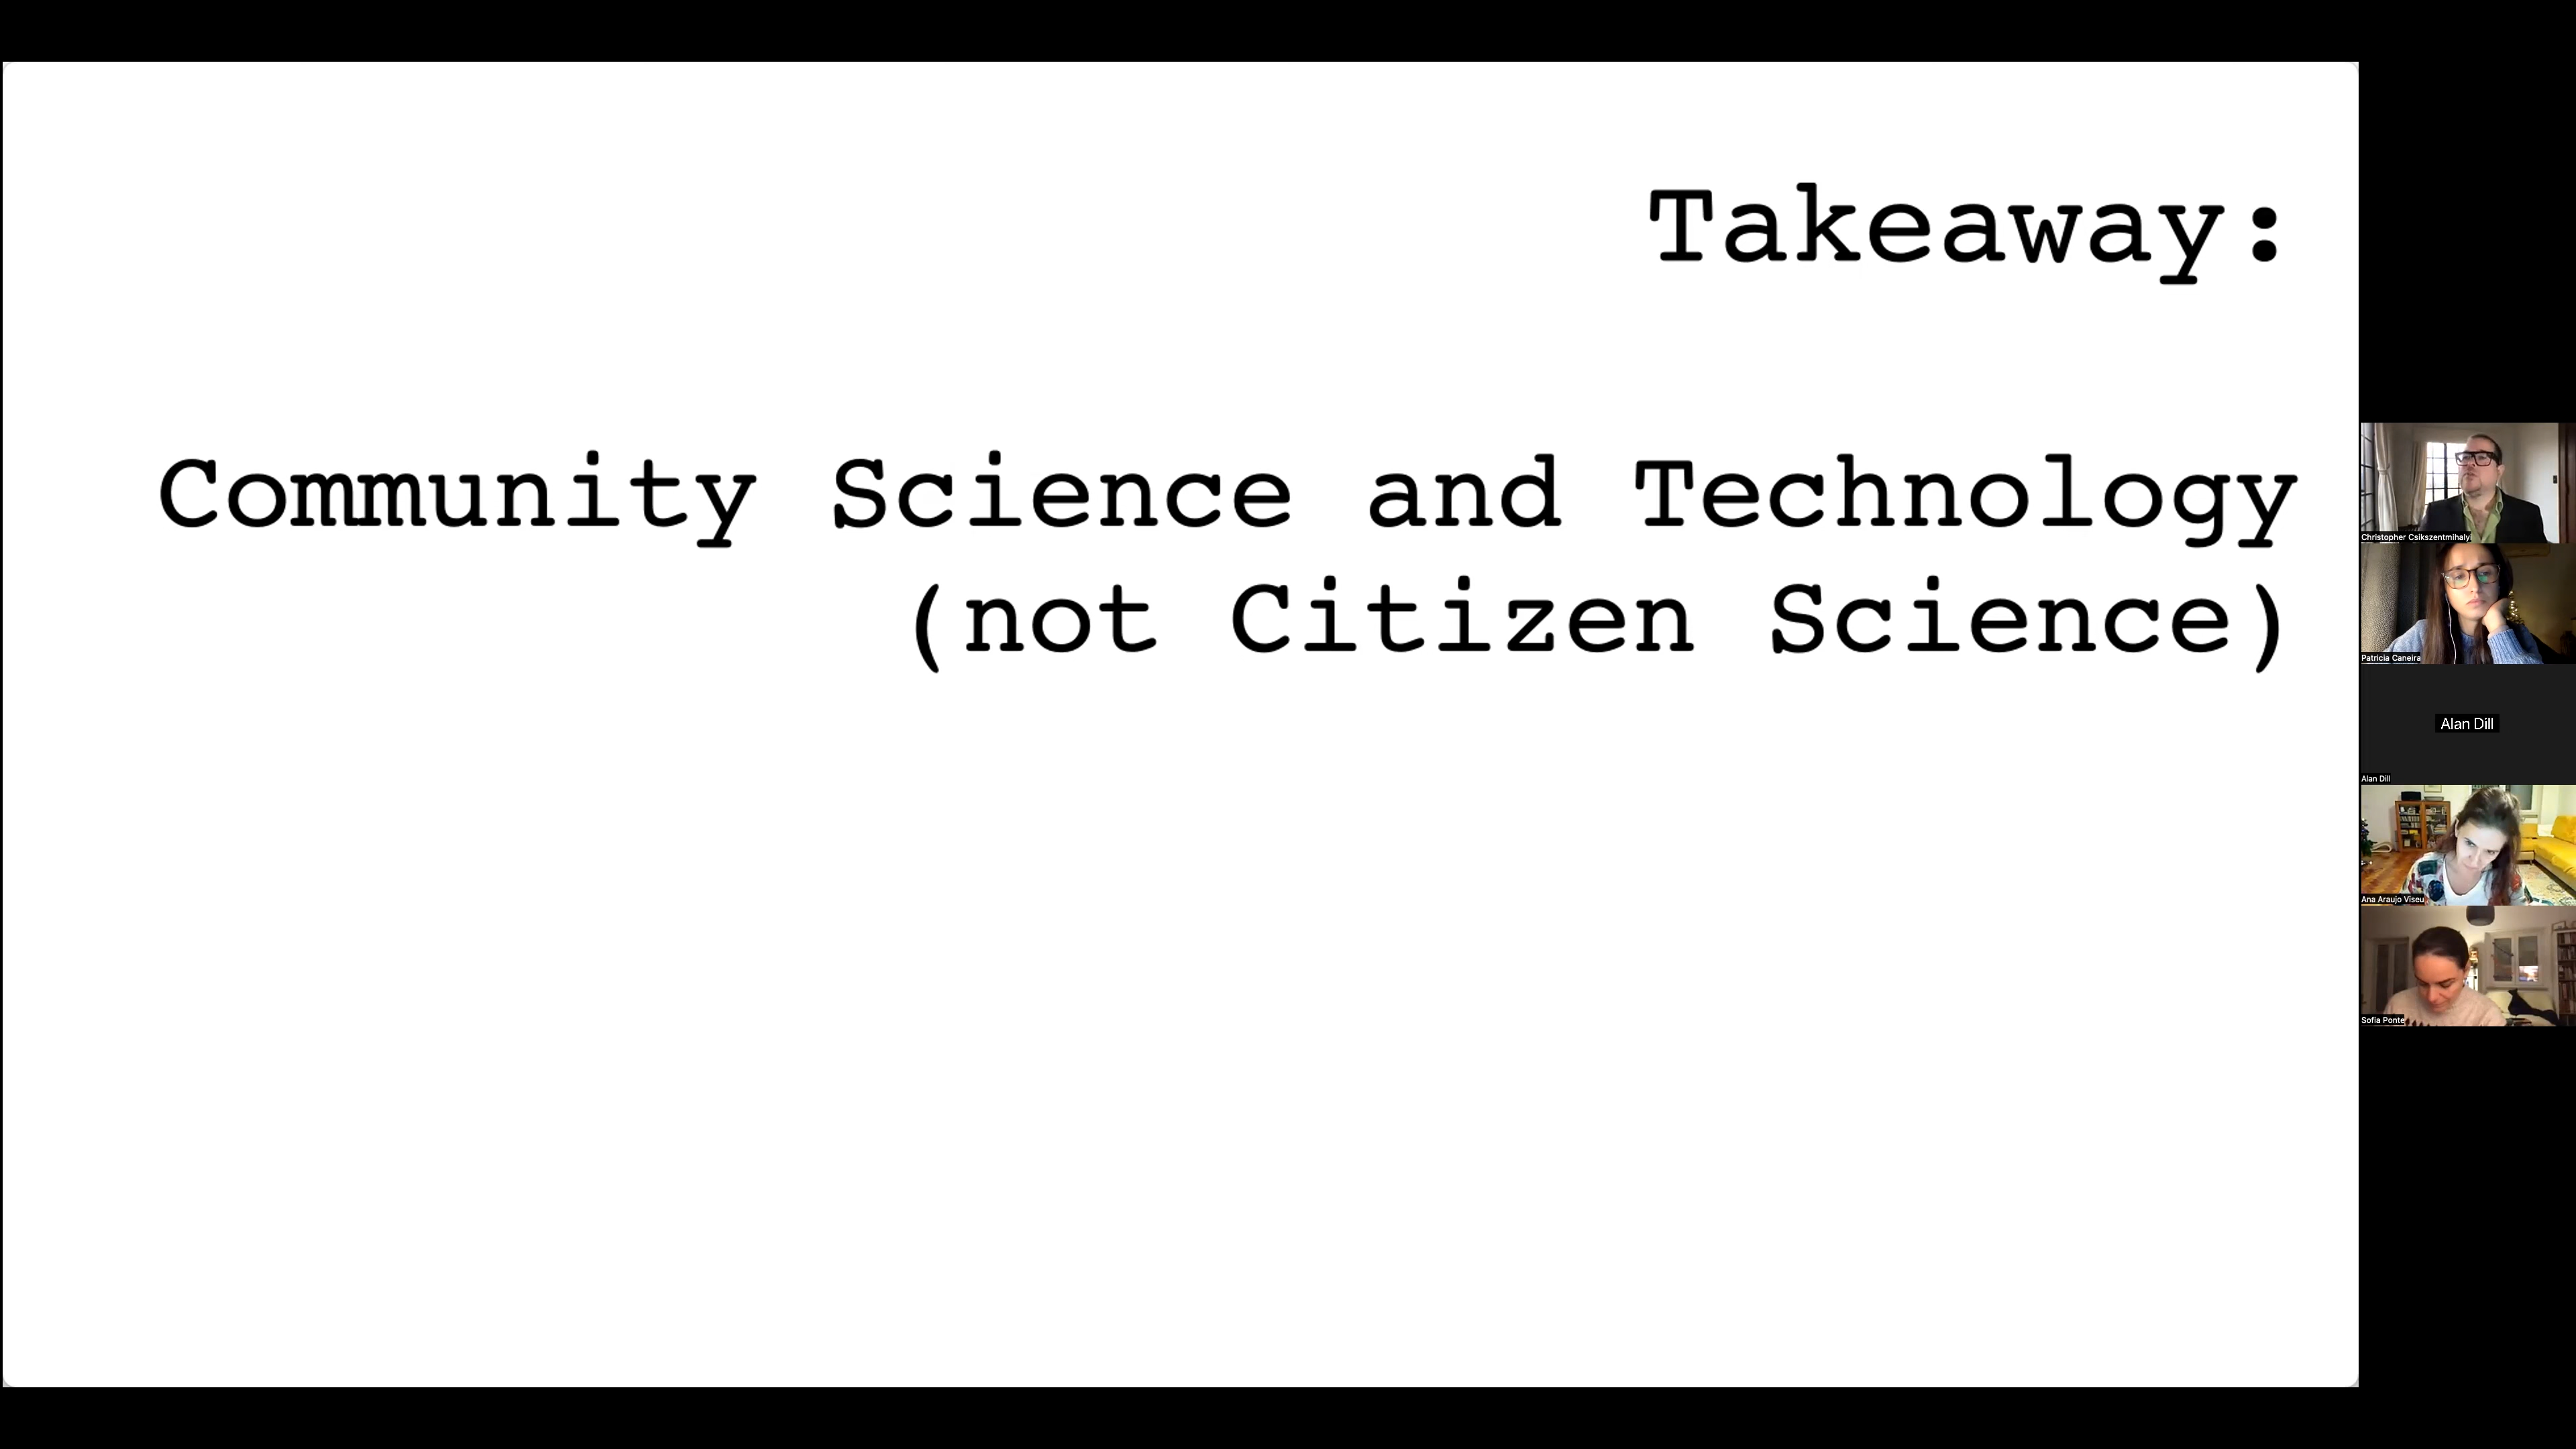 Takeaway:
Community Science and Technology
(not Citizen Science)
Christopher Csikszentmihalyi
Patricia Caneira
Alan Dill
Alan Dill
Ana Araujo Viseu
Sofia Ponte